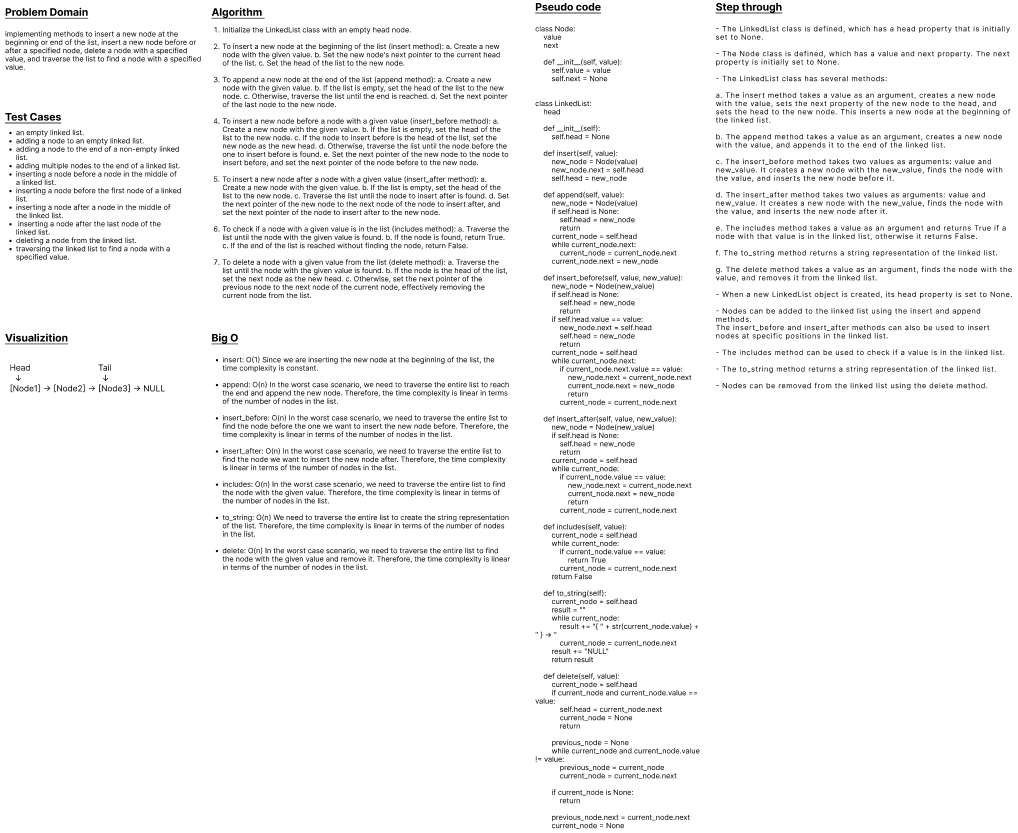 Problem Domain
implementing methods to insert a new node at the
beginning or end of the list, insert a new node before or
after a specified node, delete a node with a specified
value, and traverse the list to find a node with a specified
value.
Test Cases
• an empty linked list.
• adding a node to an empty linked list.
• adding a node to the end of a non-empty linked
list.
• adding multiple nodes to the end of a linked list.
• inserting a node before a node in the middle of
a linked list.
• inserting a node before the first node of a linked
list.
• inserting a node after a node in the middle of
the linked list.
• inserting a node after the last node of the
linked list.
• deleting a node from the linked list.
• traversing the linked list to find a node with a
specified value.
Visualizition
Head Tail
↓ ↓
[Node1] → [Node2] → [Node3] → NULL
Algorithm
1. Initialize the LinkedList class with an empty head node.
2. To insert a new node at the beginning of the list (insert method): a. Create a new
node with the given value. b. Set the new node's next pointer to the current head
of the list. c. Set the head of the list to the new node.
3. To append a new node at the end of the list (append method): a. Create a new
node with the given value. b. If the list is empty, set the head of the list to the new
node. c. Otherwise, traverse the list until the end is reached. d. Set the next pointer
of the last node to the new node.
4. To insert a new node before a node with a given value (insert_before method): a.
Create a new node with the given value. b. If the list is empty, set the head of the
list to the new node. c. If the node to insert before is the head of the list, set the
new node as the new head. d. Otherwise, traverse the list until the node before the
one to insert before is found. e. Set the next pointer of the new node to the node to
insert before, and set the next pointer of the node before to the new node.
5. To insert a new node after a node with a given value (insert_after method): a.
Create a new node with the given value. b. If the list is empty, set the head of the
list to the new node. c. Traverse the list until the node to insert after is found. d. Set
the next pointer of the new node to the next node of the node to insert after, and
set the next pointer of the node to insert after to the new node.
6. To check if a node with a given value is in the list (includes method): a. Traverse
the list until the node with the given value is found. b. If the node is found, return True.
c. If the end of the list is reached without finding the node, return False.
7. To delete a node with a given value from the list (delete method): a. Traverse the
list until the node with the given value is found. b. If the node is the head of the list,
set the next node as the new head. c. Otherwise, set the next pointer of the
previous node to the next node of the current node, effectively removing the
current node from the list.
Big O
• insert: O(1) Since we are inserting the new node at the beginning of the list, the
time complexity is constant.
• append: O(n) In the worst case scenario, we need to traverse the entire list to reach
the end and append the new node. Therefore, the time complexity is linear in
terms of the number of nodes in the list.
• insert_before: O(n) In the worst case scenario, we need to traverse the entire list to
find the node before the one we want to insert the new node before. Therefore, the
time complexity is linear in terms of the number of nodes in the list.
• insert_after: O(n) In the worst case scenario, we need to traverse the entire list to
find the node we want to insert the new node after. Therefore, the time complexity
is linear in terms of the number of nodes in the list.
• includes: O(n) In the worst case scenario, we need to traverse the entire list to find
the node with the given value. Therefore, the time complexity is linear in terms of
the number of nodes in the list.
• to_string: O(n) We need to traverse the entire list to create the string representation
of the list. Therefore, the time complexity is linear in terms of the number of nodes
in the list.
• delete: O(n) In the worst case scenario, we need to traverse the entire list to find
the node with the given value and remove it. Therefore, the time complexity is linear
in terms of the number of nodes in the list.
Pseudo code
class Node:
value
next
def __init__(self, value):
self.value = value
self.next = None
class LinkedList:
head
def __init__(self):
self.head = None
def insert(self, value):
new_node = Node(value)
new_node.next = self.head
self.head = new_node
def append(self, value):
new_node = Node(value)
if self.head is None:
self.head = new_node
return
current_node = self.head
while current_node.next:
current_node = current_node.next
current_node.next = new_node
def insert_before(self, value, new_value):
new_node = Node(new_value)
if self.head is None:
self.head = new_node
return
if self.head.value == value:
new_node.next = self.head
self.head = new_node
return
current_node = self.head
while current_node.next:
if current_node.next.value == value:
new_node.next = current_node.next
current_node.next = new_node
return
current_node = current_node.next
def insert_after(self, value, new_value):
new_node = Node(new_value)
if self.head is None:
self.head = new_node
return
current_node = self.head
while current_node:
if current_node.value == value:
new_node.next = current_node.next
current_node.next = new_node
return
current_node = current_node.next
def includes(self, value):
current_node = self.head
while current_node:
if current_node.value == value:
return True
current_node = current_node.next
return False
def to_string(self):
current_node = self.head
result = ""
while current_node:
result += "{ " + str(current_node.value) +
" } -> "
current_node = current_node.next
result += "NULL"
return result
def delete(self, value):
current_node = self.head
if current_node and current_node.value ==
value:
self.head = current_node.next
current_node = None
return
previous_node = None
while current_node and current_node.value
!= value:
previous_node = current_node
current_node = current_node.next
if current_node is None:
return
previous_node.next = current_node.next
current_node = None
Step through
- The LinkedList class is defined, which has a head property that is initially
set to None.
- The Node class is defined, which has a value and next property. The next
property is initially set to None.
- The LinkedList class has several methods:
a. The insert method takes a value as an argument, creates a new node
with the value, sets the next property of the new node to the head, and
sets the head to the new node. This inserts a new node at the beginning of
the linked list.
b. The append method takes a value as an argument, creates a new node
with the value, and appends it to the end of the linked list.
c. The insert_before method takes two values as arguments: value and
new_value. It creates a new node with the new_value, finds the node with
the value, and inserts the new node before it.
d. The insert_after method takes two values as arguments: value and
new_value. It creates a new node with the new_value, finds the node with
the value, and inserts the new node after it.
e. The includes method takes a value as an argument and returns True if a
node with that value is in the linked list, otherwise it returns False.
f. The to_string method returns a string representation of the linked list.
g. The delete method takes a value as an argument, finds the node with the
value, and removes it from the linked list.
- When a new LinkedList object is created, its head property is set to None.
- Nodes can be added to the linked list using the insert and append
methods.
The insert_before and insert_after methods can also be used to insert
nodes at specific positions in the linked list.
- The includes method can be used to check if a value is in the linked list.
- The to_string method returns a string representation of the linked list.
- Nodes can be removed from the linked list using the delete method.